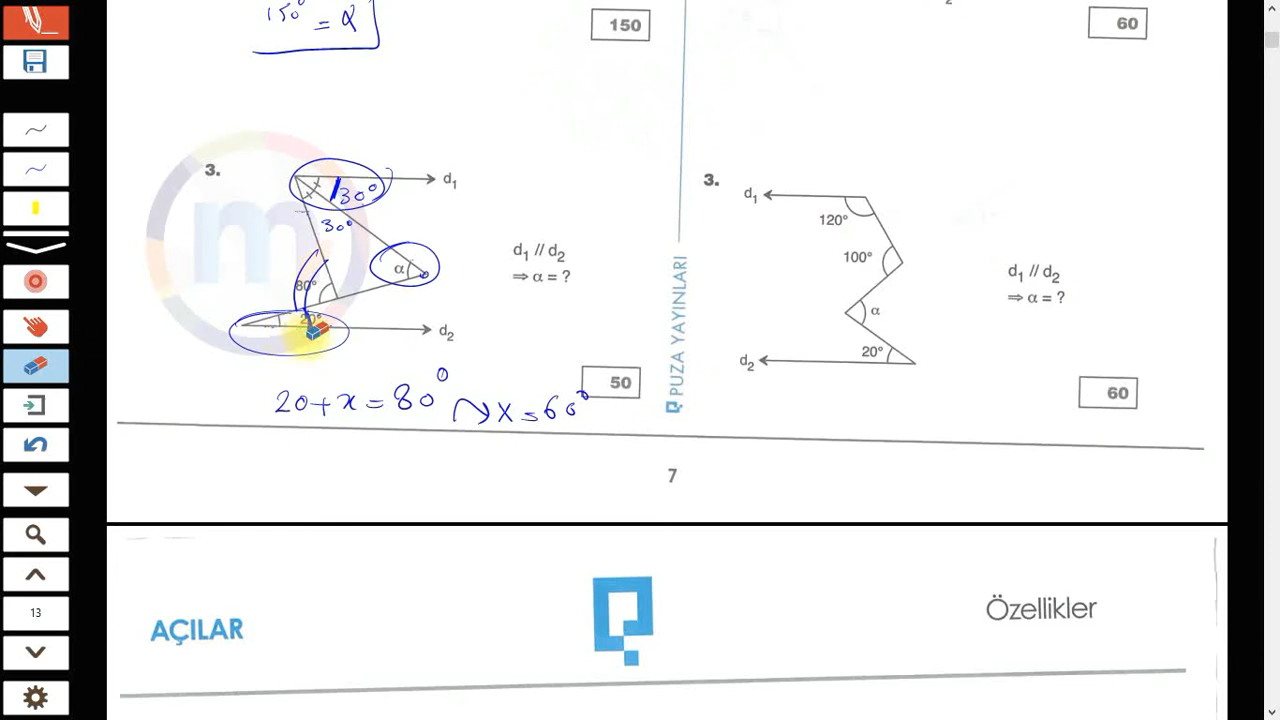 150° = α
150
60
3.
d₁
30°
30°
α
80°
20°
d₂
d₁ // d₂
⇒ α = ?
50
20+x=80° ⤳ x=60°
PUZA YAYINLARI
3.
d₁
120°
100°
α
20°
d₂
d₁ // d₂
⇒ α = ?
60
7
AÇILAR
Özellikler
13